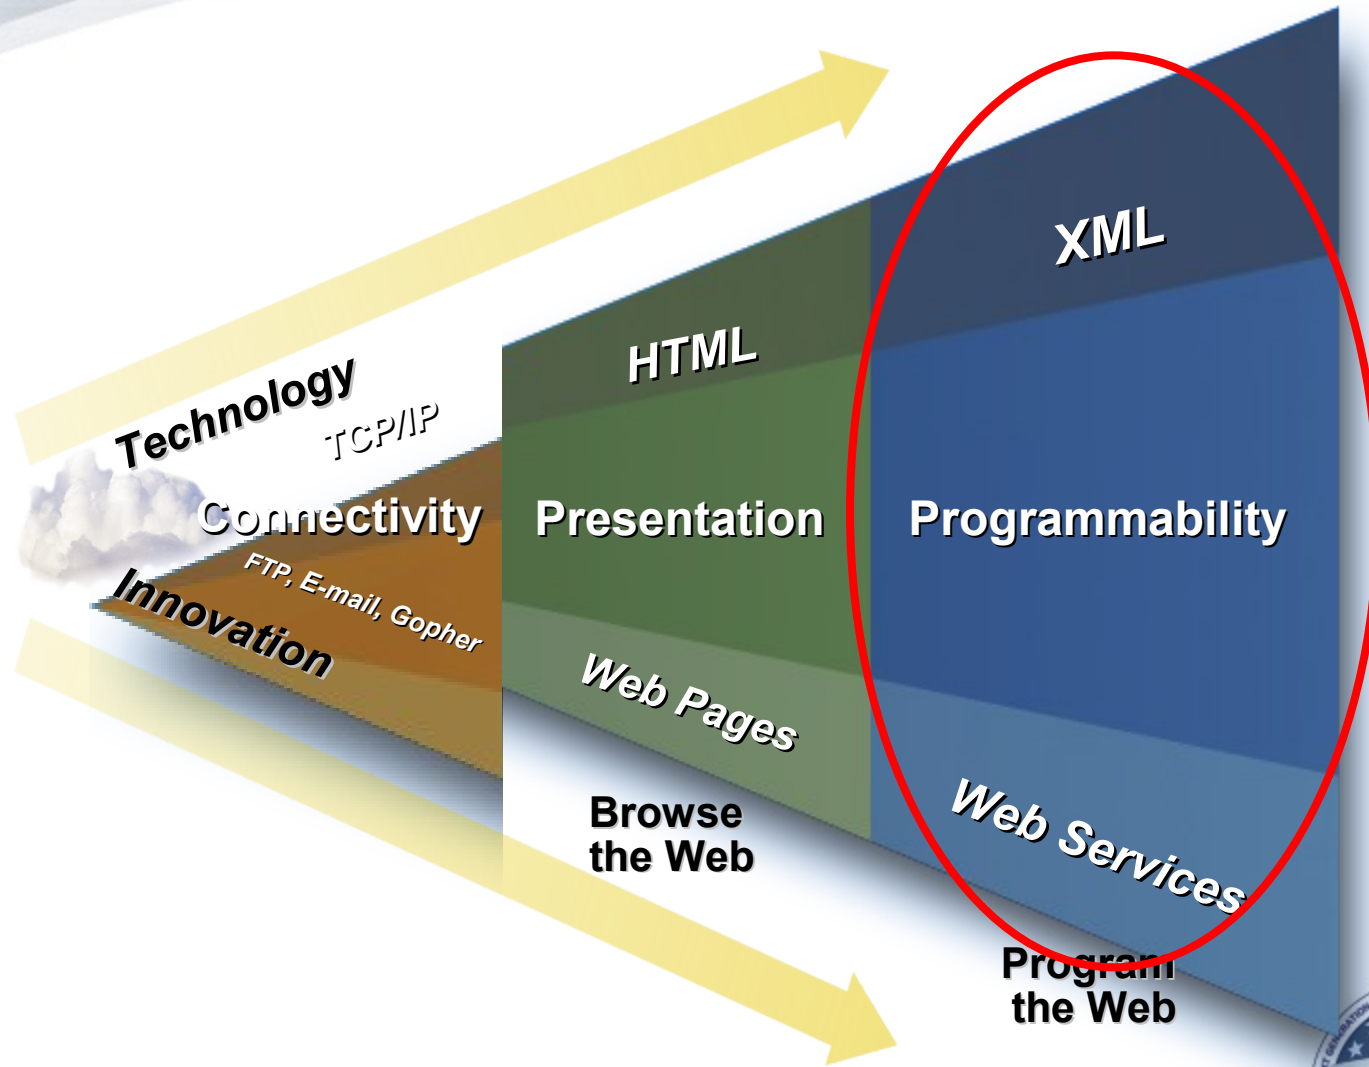 Technology
TCP/IP
Connectivity
FTP, E-mail, Gopher
Innovation
HTML
Presentation
Web Pages
Browse
the Web
XML
Programmability
Web Services
Program
the Web